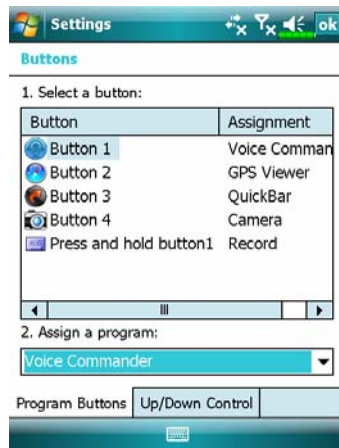 Settings
ok
Buttons
1. Select a button:
Button Assignment
Button 1 Voice Comman
Button 2 GPS Viewer
Button 3 QuickBar
Button 4 Camera
Press and hold button1 Record
2. Assign a program:
Voice Commander
Program Buttons Up/Down Control